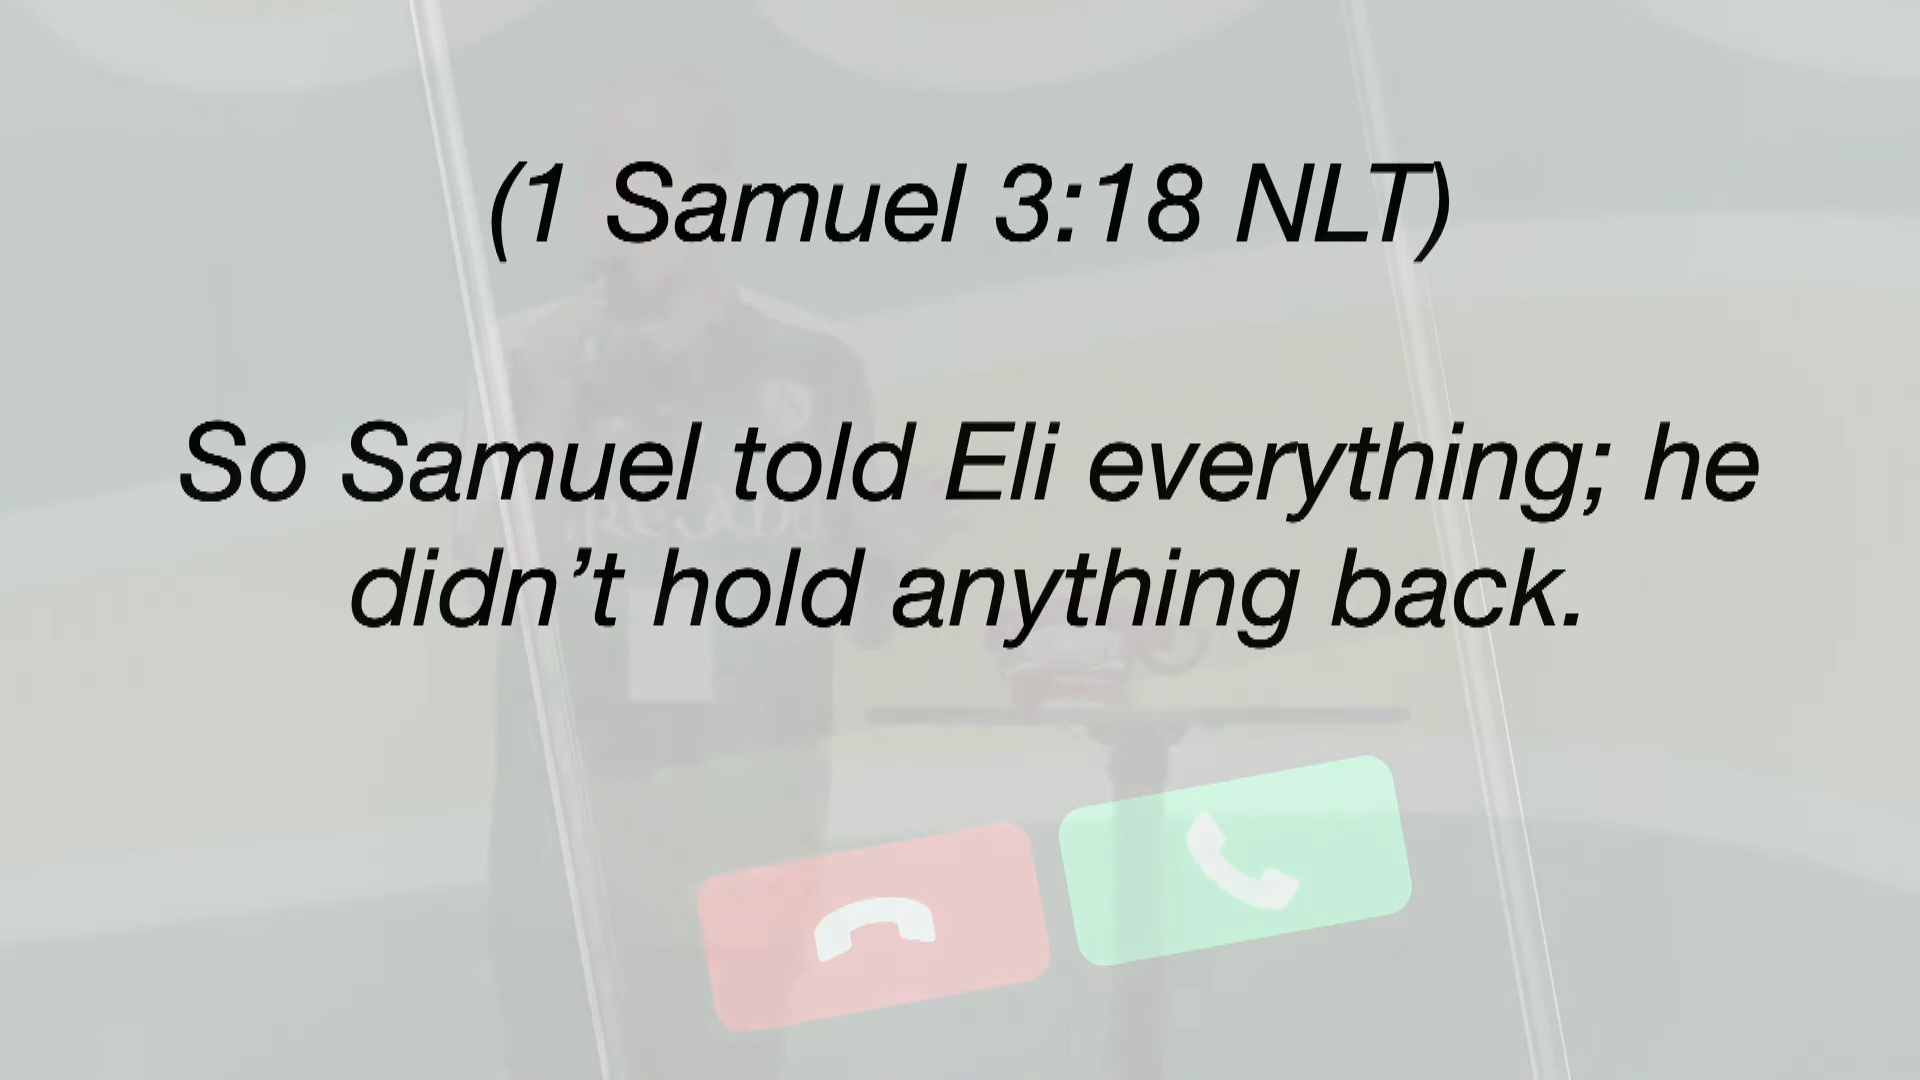 (1 Samuel 3:18 NLT)
So Samuel told Eli everything; he
didn’t hold anything back.